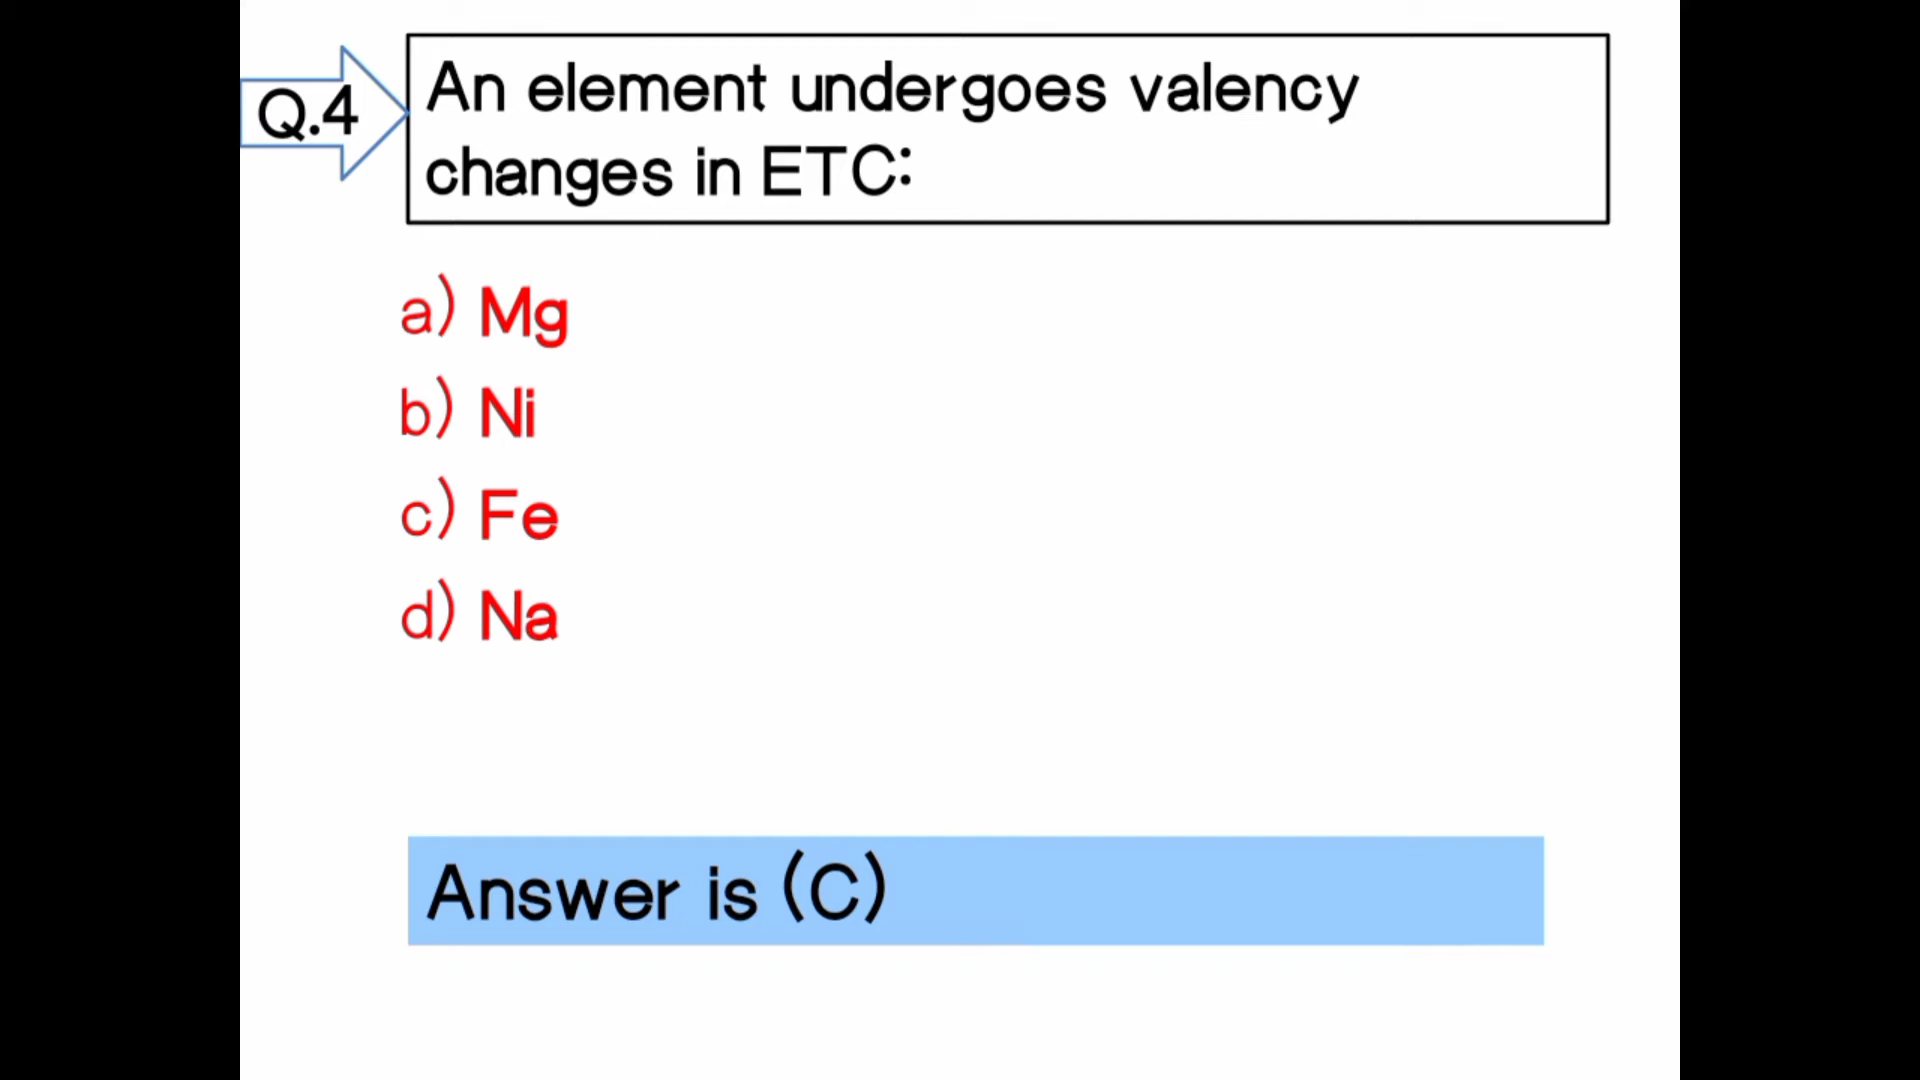 Q.4
An element undergoes valency
changes in ETC:
a) Mg
b) Ni
c) Fe
d) Na
Answer is (C)